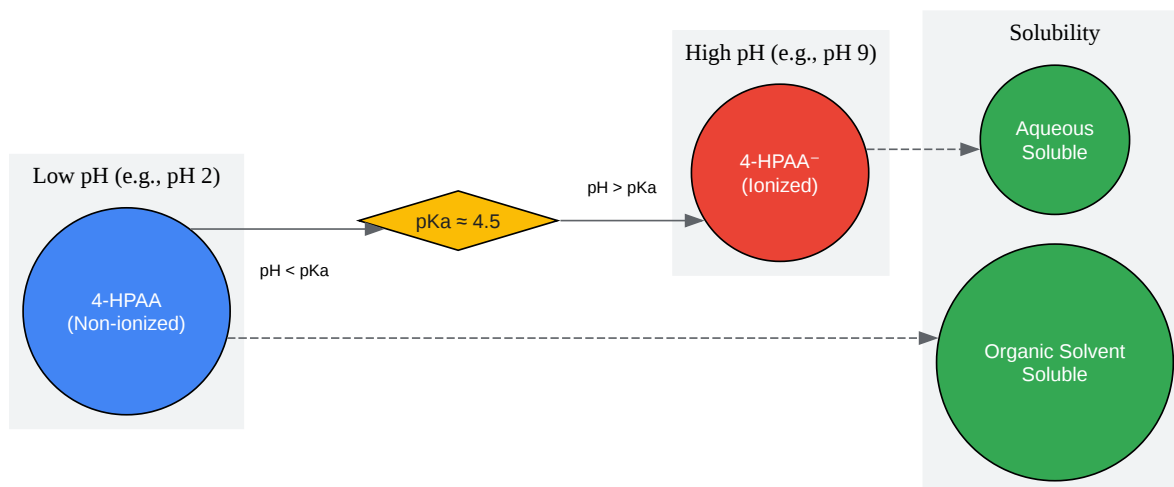 Low pH (e.g., pH 2)
4-HPAA
(Non-ionized)
pH < pKa
pKa ≈ 4.5
pH > pKa
High pH (e.g., pH 9)
4-HPAA⁻
(Ionized)
Solubility
Aqueous
Soluble
Organic Solvent
Soluble